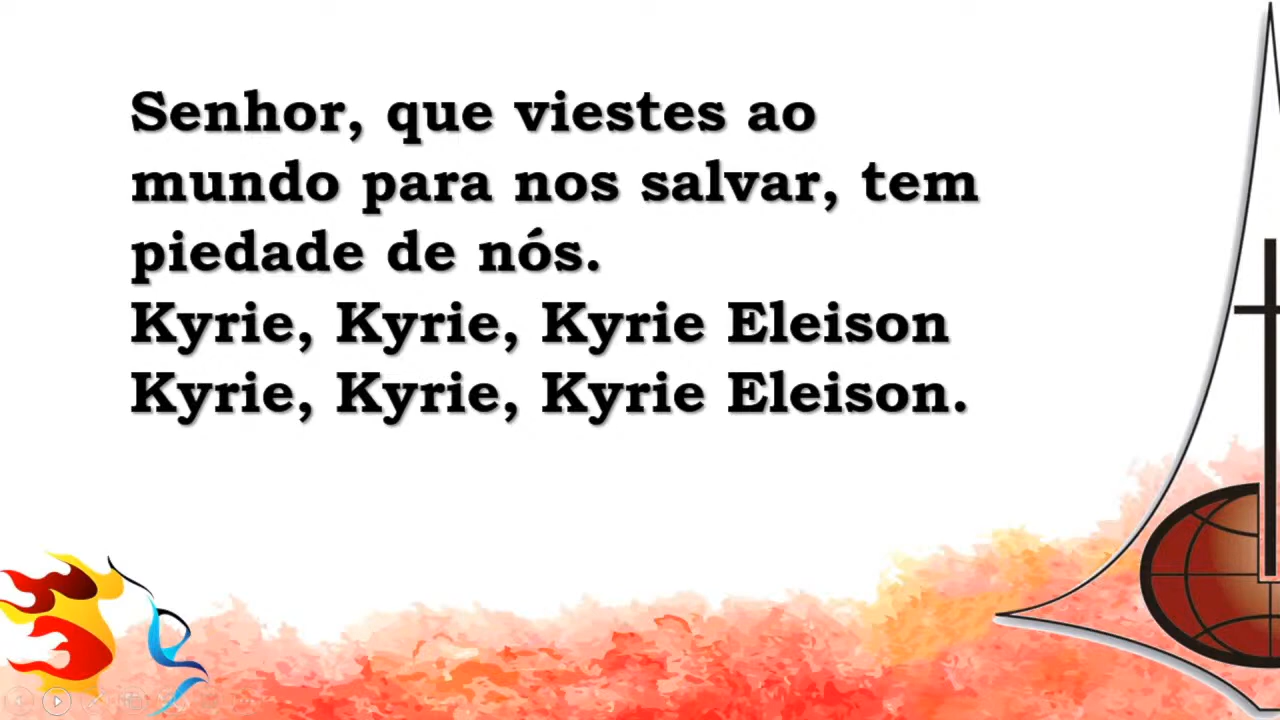 Senhor, que viestes ao
mundo para nos salvar, tem
piedade de nós.
Kyrie, Kyrie, Kyrie Eleison
Kyrie, Kyrie, Kyrie Eleison.